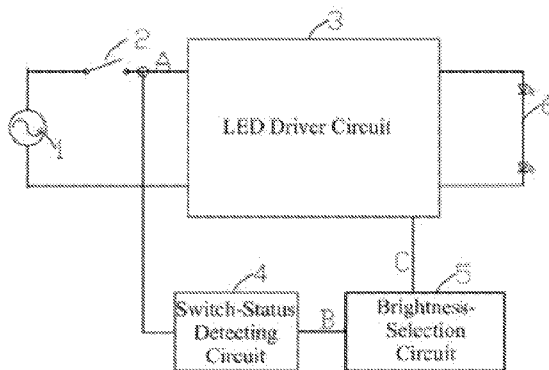 2
A
3
1
LED Driver Circuit
6
C
4
5
Switch-Status
Detecting
Circuit
B
Brightness-
Selection
Circuit